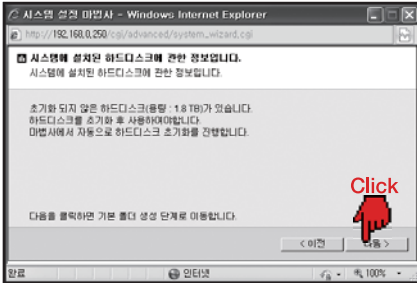 시스템 설정 마법사 - Windows Internet Explorer
http://192.168.0.250/cgi/advanced/system_wizard.cgi
시스템에 설치된 하드디스크에 관한 정보입니다.
시스템에 설치된 하드디스크에 관한 정보입니다.
초기화 되지 않은 하드디스크(용량 : 1.8 TB)가 있습니다.
하드디스크를 초기화 후 사용하여야합니다.
마법사에서 자동으로 하드디스크 초기화를 진행합니다.
Click
다음을 클릭하면 기본 폴더 생성 단계로 이동합니다.
< 이전
다음 >
완료
인터넷
100%